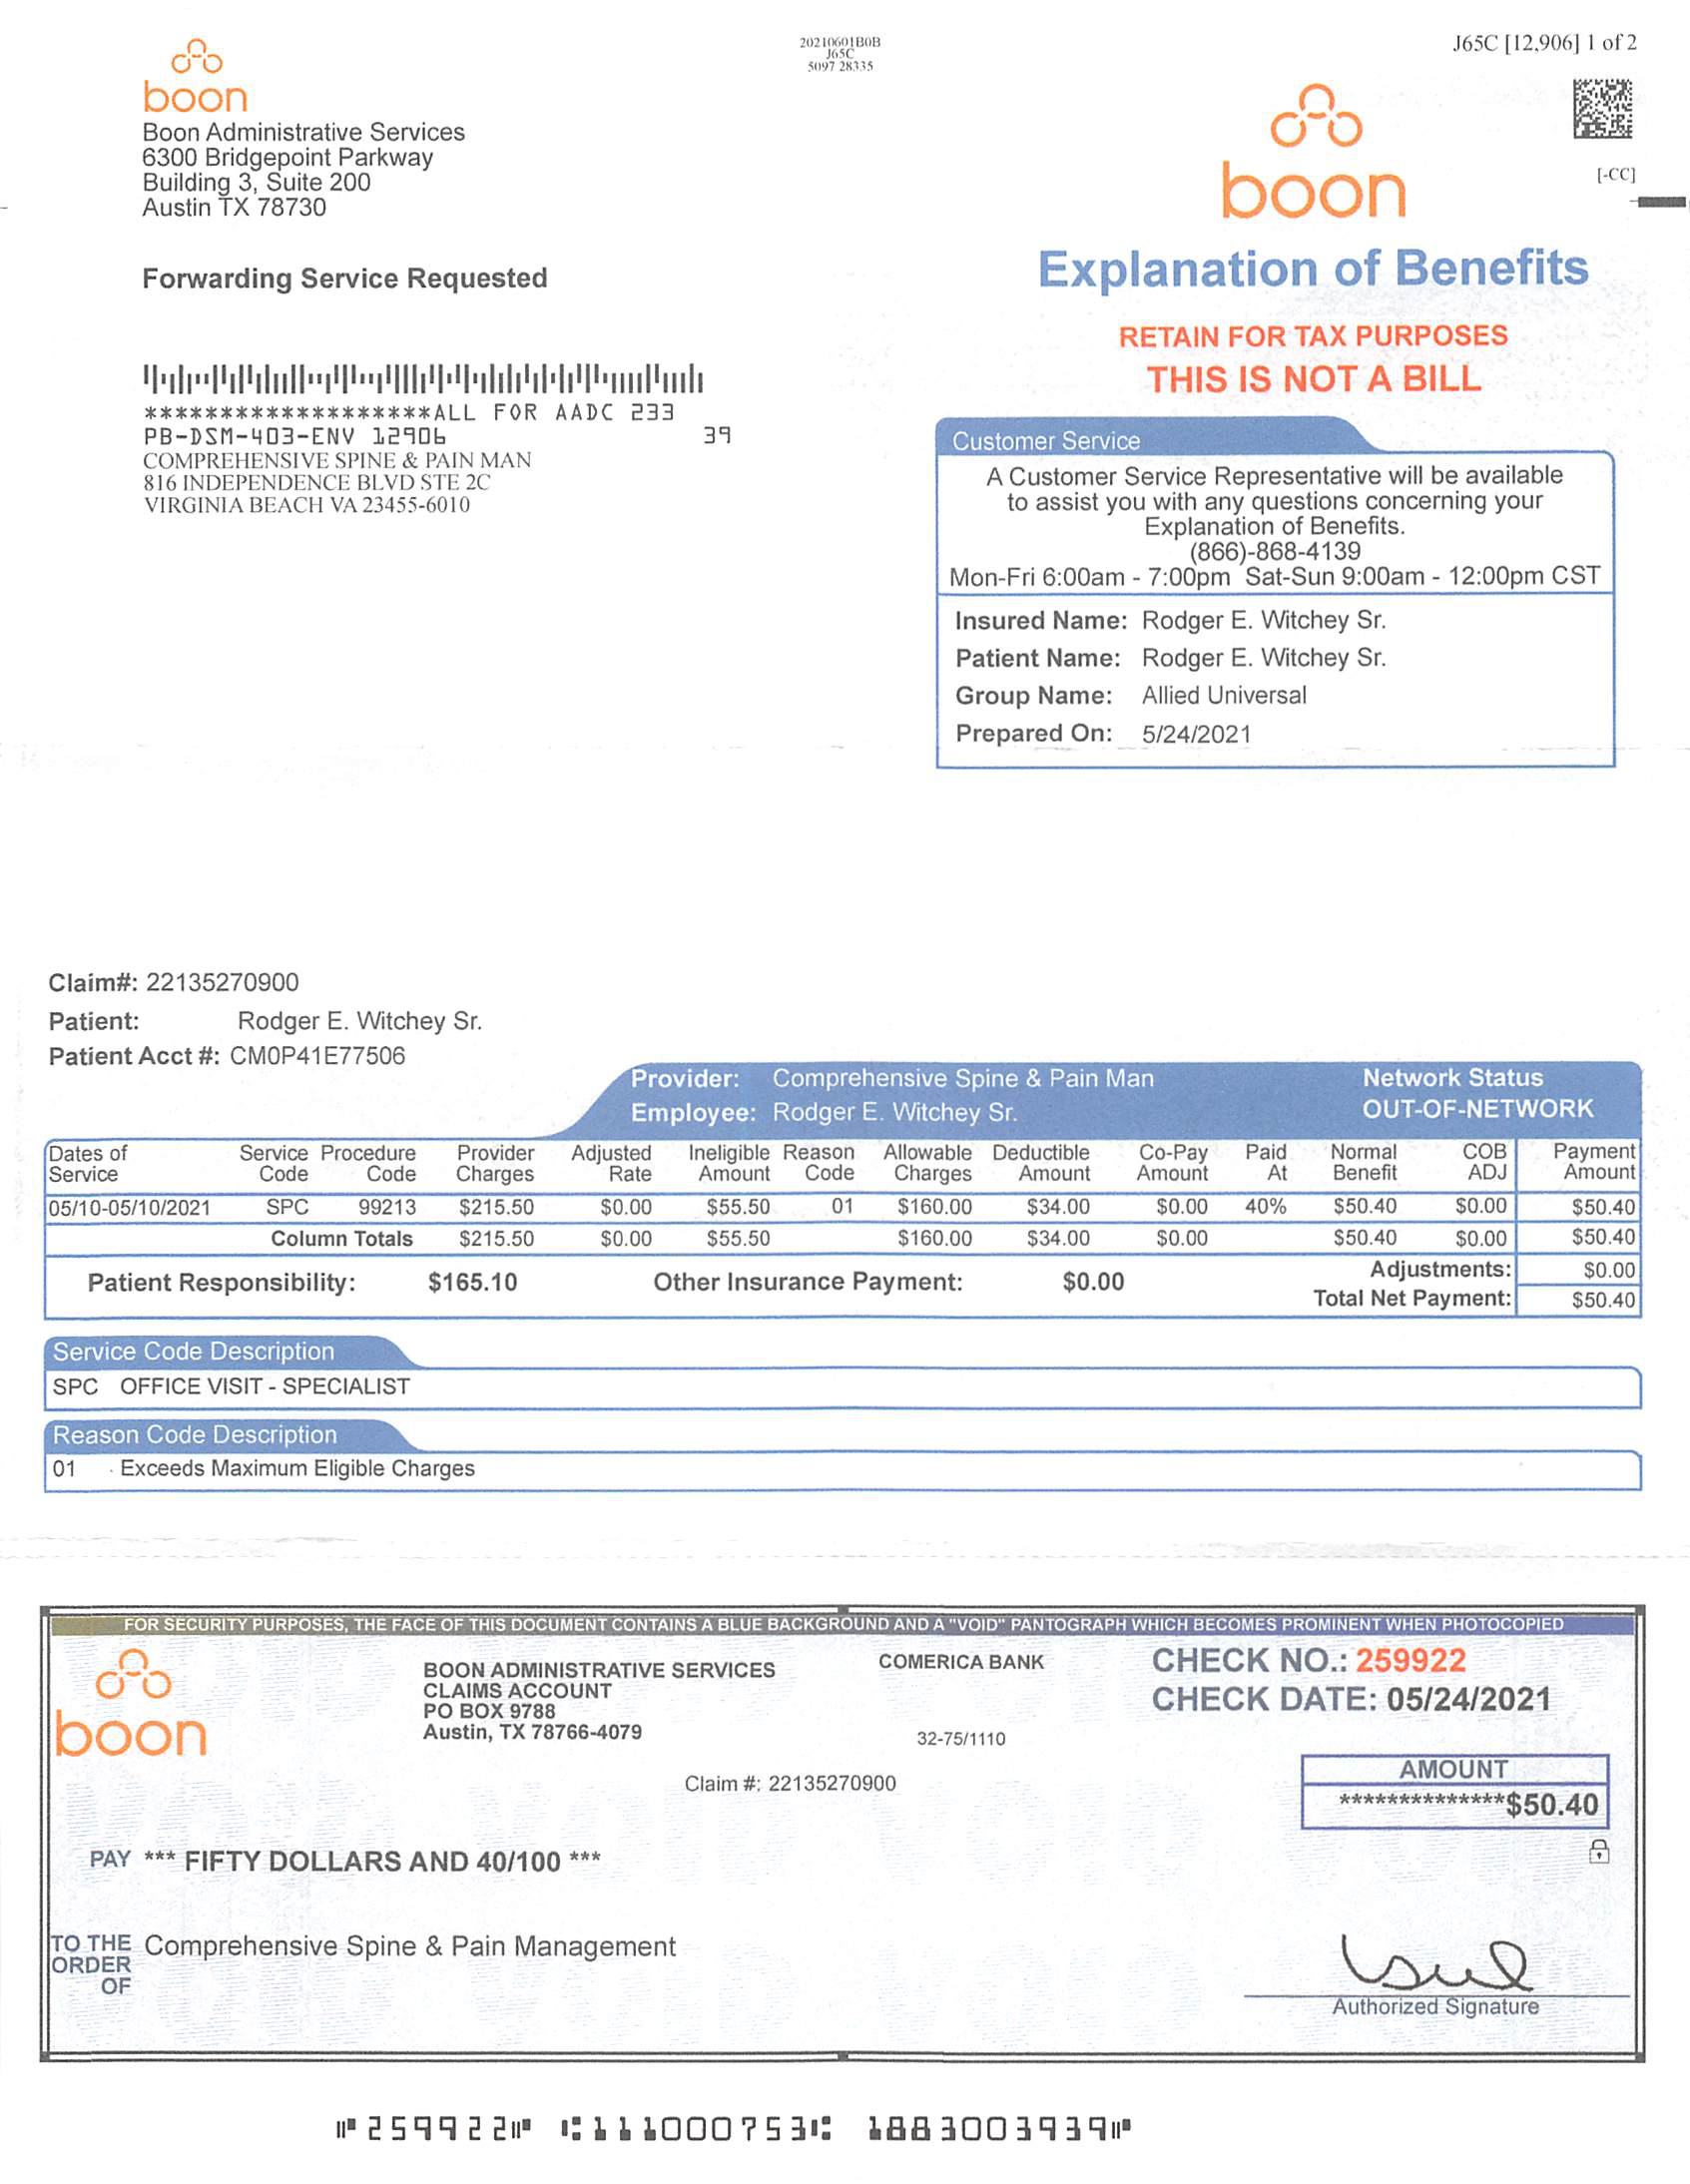 boon
Boon Administrative Services
6300 Bridgepoint Parkway
Building 3, Suite 200
Austin TX 78730
20210601B0B
J65C
5097 28335
J65C [12,906] 1 of 2
[-CC]
boon
Explanation of Benefits
RETAIN FOR TAX PURPOSES
THIS IS NOT A BILL
Forwarding Service Requested
*******************ALL FOR AADC 233
PB-DSM-403-ENV 12906 39
COMPREHENSIVE SPINE & PAIN MAN
816 INDEPENDENCE BLVD STE 2C
VIRGINIA BEACH VA 23455-6010
Customer Service
A Customer Service Representative will be available
to assist you with any questions concerning your
Explanation of Benefits.
(866)-868-4139
Mon-Fri 6:00am - 7:00pm Sat-Sun 9:00am - 12:00pm CST
Insured Name: Rodger E. Witchey Sr.
Patient Name: Rodger E. Witchey Sr.
Group Name: Allied Universal
Prepared On: 5/24/2021
Claim#: 22135270900
Patient: Rodger E. Witchey Sr.
Patient Acct #: CM0P41E77506
Provider: Comprehensive Spine & Pain Man Network Status
Employee: Rodger E. Witchey Sr. OUT-OF-NETWORK
Dates of Service Procedure Provider Adjusted Ineligible Reason Allowable Deductible Co-Pay Paid Normal COB Payment
Service Code Code Charges Rate Amount Code Charges Amount Amount At Benefit ADJ Amount
05/10-05/10/2021 SPC 99213 $215.50 $0.00 $55.50 01 $160.00 $34.00 $0.00 40% $50.40 $0.00 $50.40
Column Totals $215.50 $0.00 $55.50 $160.00 $34.00 $0.00 $50.40 $0.00 $50.40
Patient Responsibility: $165.10 Other Insurance Payment: $0.00 Adjustments: $0.00
Total Net Payment: $50.40
Service Code Description
SPC OFFICE VISIT - SPECIALIST
Reason Code Description
01 Exceeds Maximum Eligible Charges
FOR SECURITY PURPOSES, THE FACE OF THIS DOCUMENT CONTAINS A BLUE BACKGROUND AND A "VOID" PANTOGRAPH WHICH BECOMES PROMINENT WHEN PHOTOCOPIED
boon
BOON ADMINISTRATIVE SERVICES
CLAIMS ACCOUNT
PO BOX 9788
Austin, TX 78766-4079
COMERICA BANK
32-75/1110
CHECK NO.: 259922
CHECK DATE: 05/24/2021
Claim #: 22135270900
AMOUNT
**************$50.40
PAY *** FIFTY DOLLARS AND 40/100 ***
TO THE
ORDER
OF
Comprehensive Spine & Pain Management
Authorized Signature
⑈259922⑈ ⑆111000753⑆ 1883003939⑈